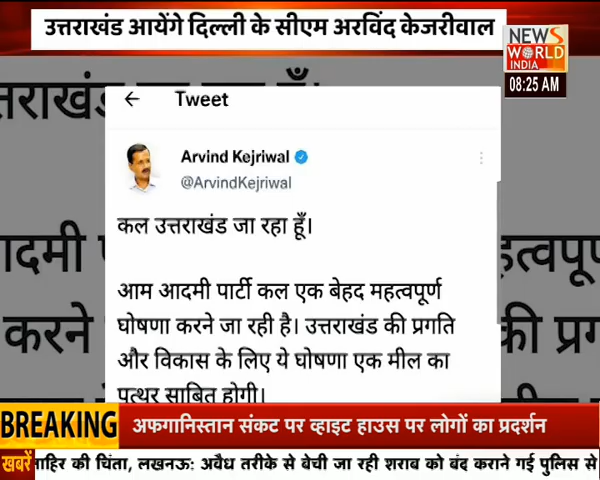 उत्तराखंड आयेंगे दिल्ली के सीएम अरविंद केजरीवाल
NEWS
WORLD
INDIA
08:25 AM
Tweet
Arvind Kejriwal
@ArvindKejriwal
कल उत्तराखंड जा रहा हूँ।
आम आदमी पार्टी कल एक बेहद महत्वपूर्ण
घोषणा करने जा रही है। उत्तराखंड की प्रगति
और विकास के लिए ये घोषणा एक मील का
पत्थर साबित होगी।
BREAKING
अफगानिस्तान संकट पर व्हाइट हाउस पर लोगों का प्रदर्शन
खबरें
की चिंता, लखनऊ: अवैध तरीके से बेची जा रही शराब को बंद कराने गई पुलिस से